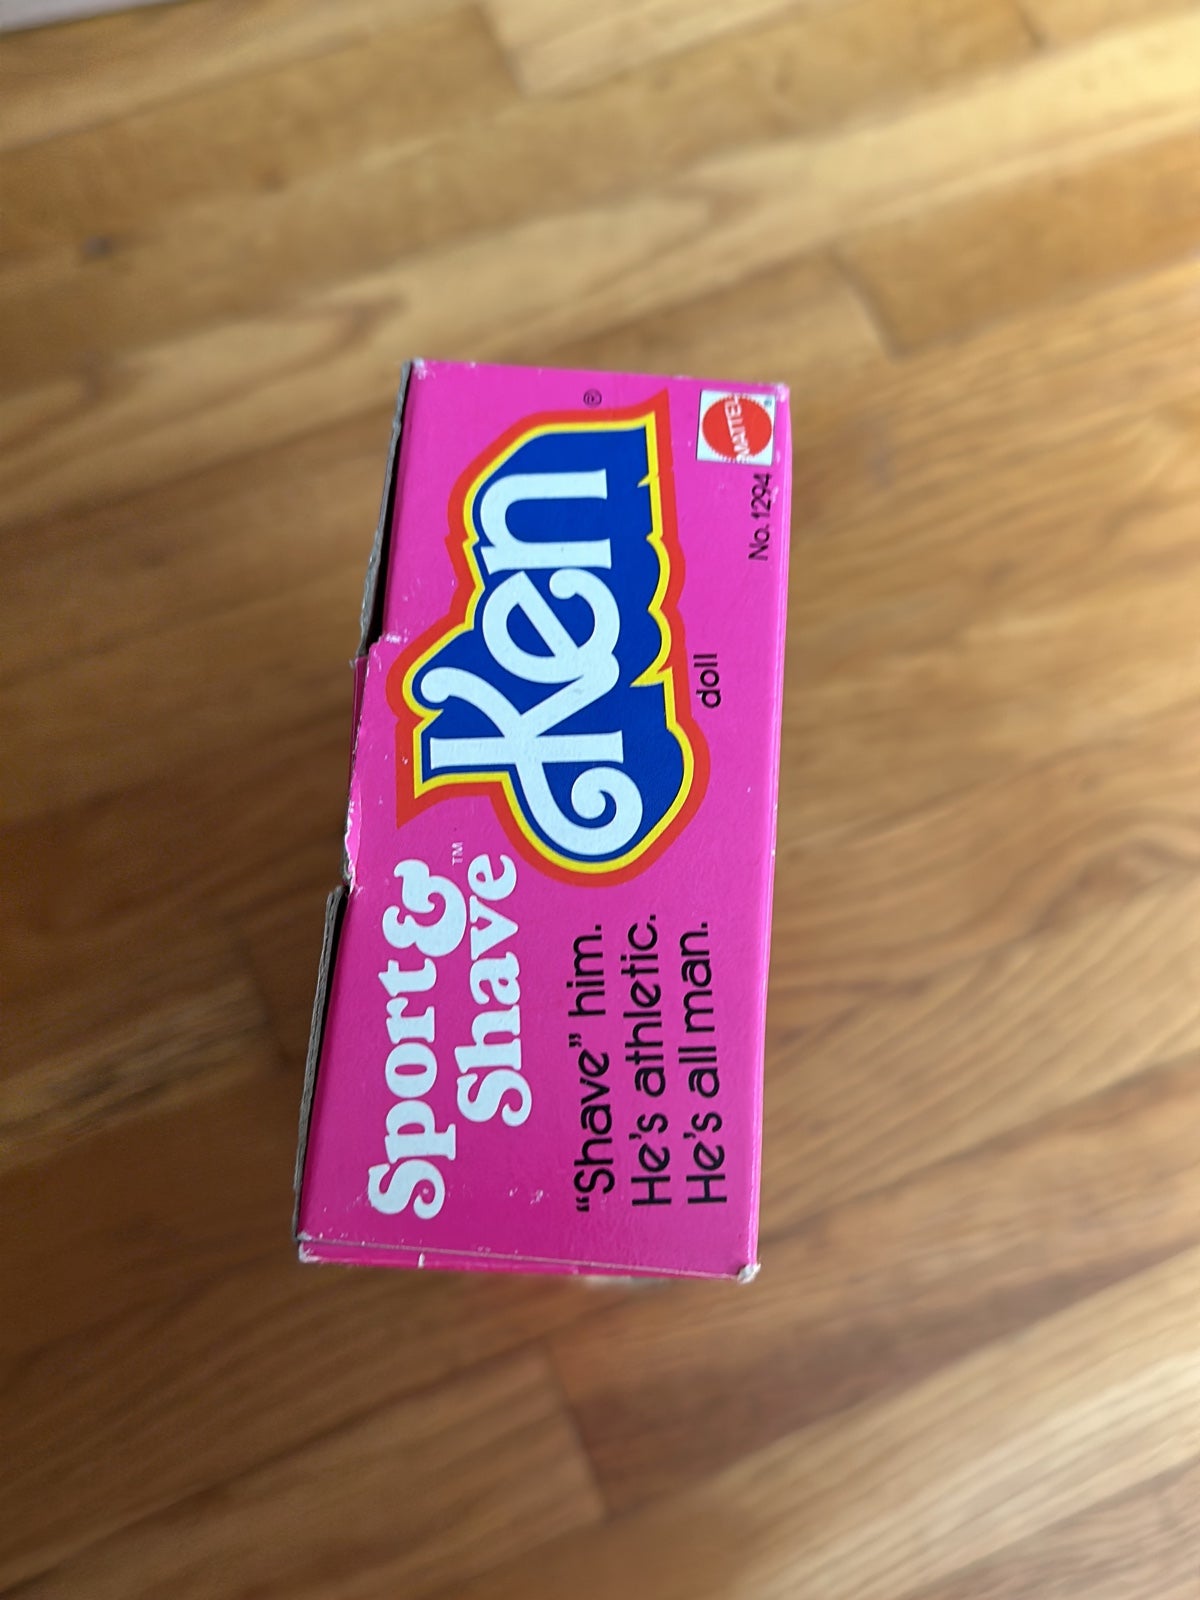 Sport &
Shave™
Ken®
doll
"Shave" him.
He's athletic.
He's all man.
No. 1294
MATTEL®